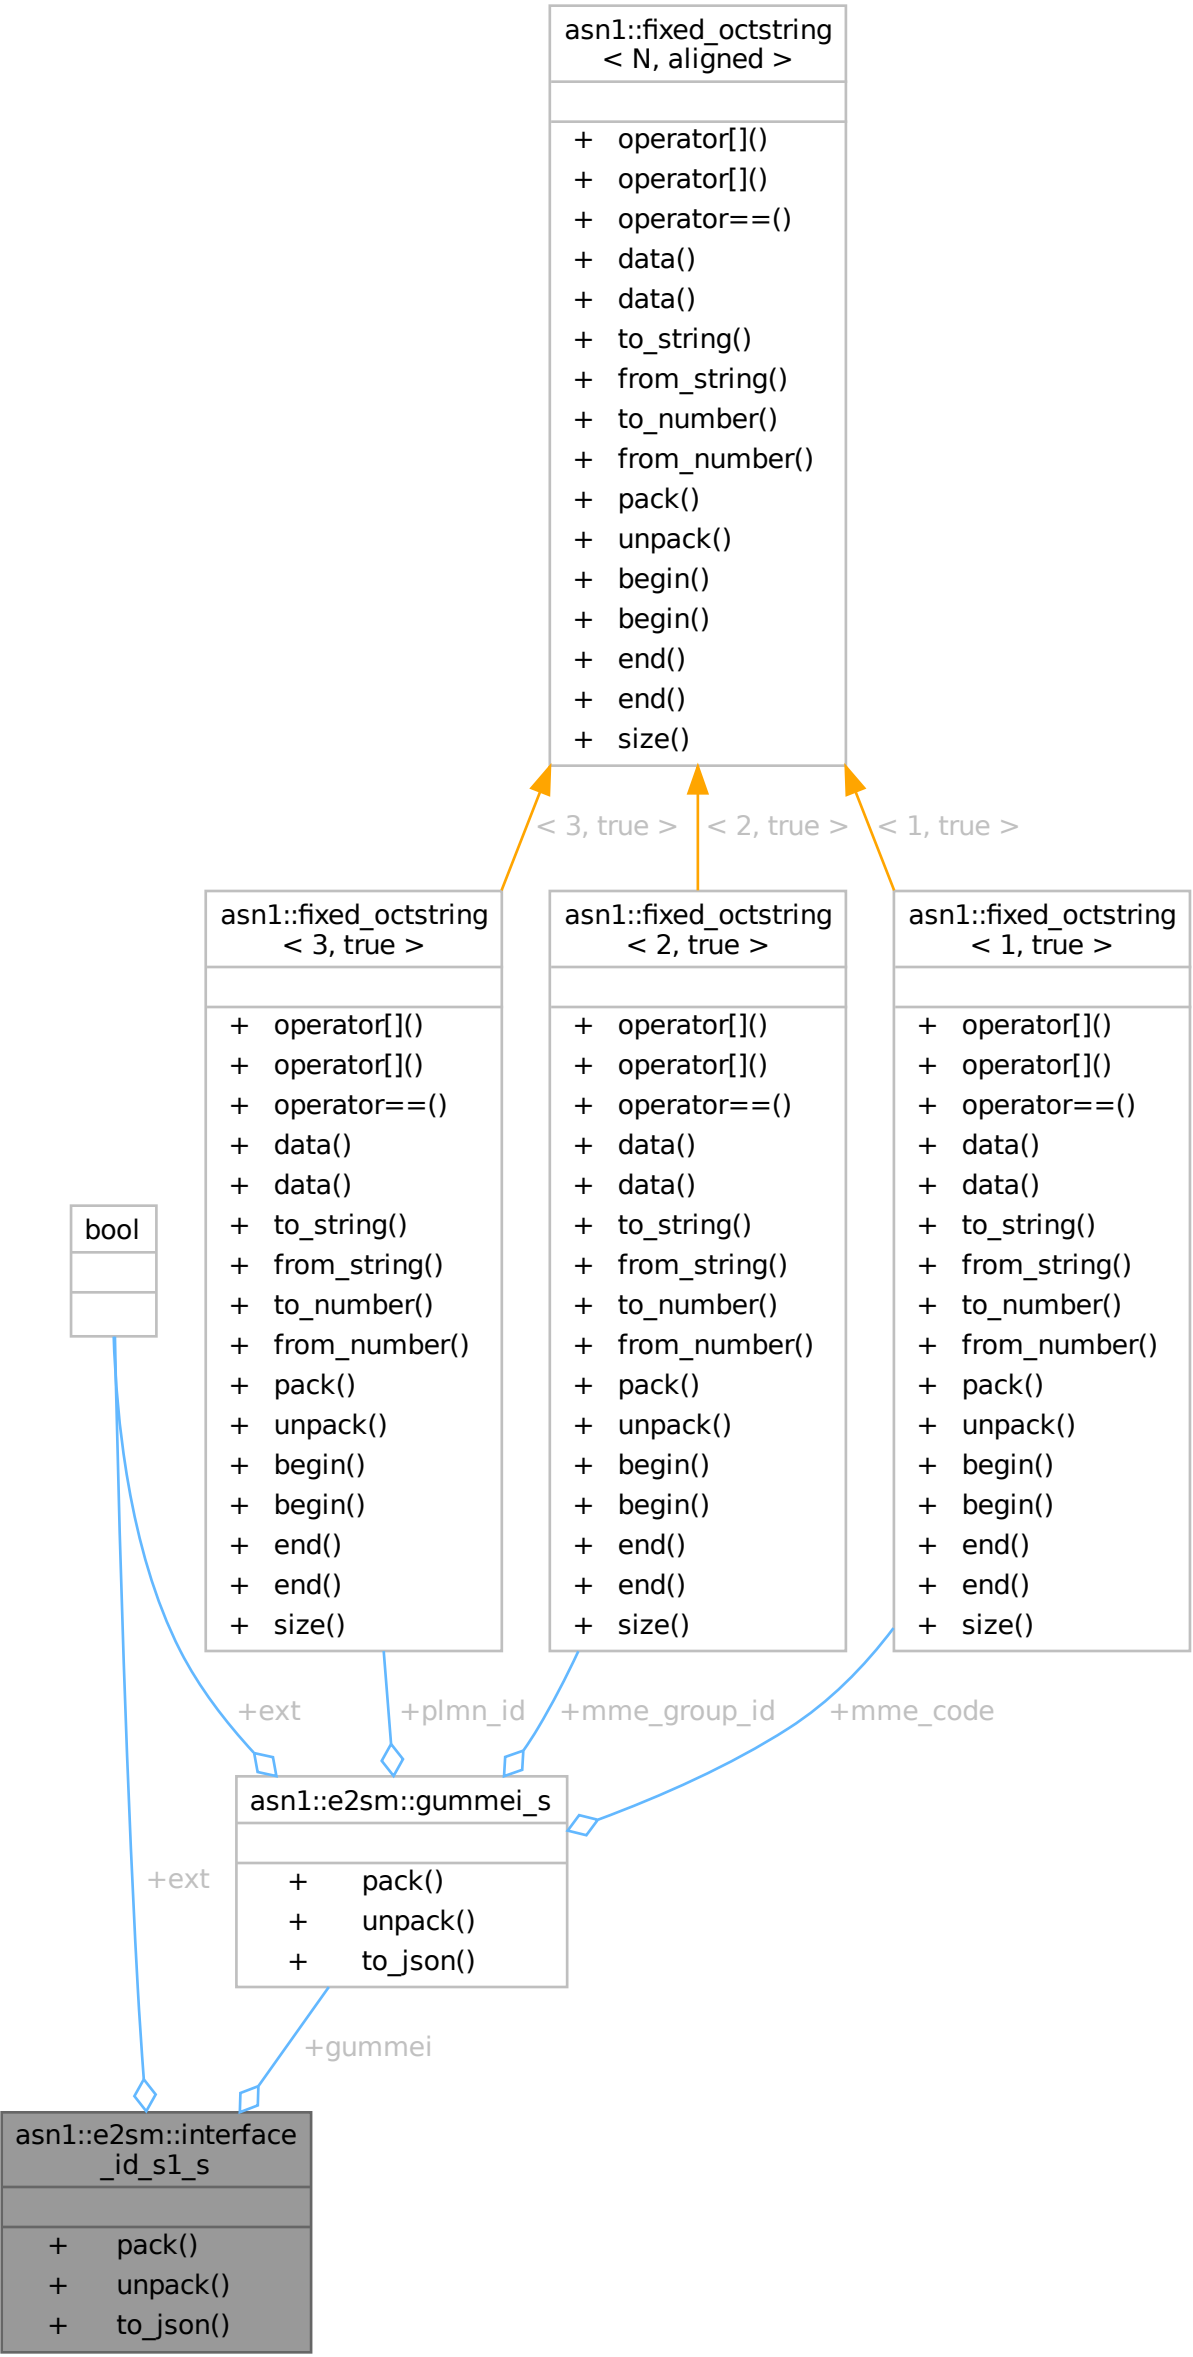 asn1::fixed_octstring
< N, aligned >
+ operator[]()
+ operator[]()
+ operator==()
+ data()
+ data()
+ to_string()
+ from_string()
+ to_number()
+ from_number()
+ pack()
+ unpack()
+ begin()
+ begin()
+ end()
+ end()
+ size()
< 3, true >
< 2, true >
< 1, true >
asn1::fixed_octstring
< 3, true >
+ operator[]()
+ operator[]()
+ operator==()
+ data()
+ data()
+ to_string()
+ from_string()
+ to_number()
+ from_number()
+ pack()
+ unpack()
+ begin()
+ begin()
+ end()
+ end()
+ size()
asn1::fixed_octstring
< 2, true >
+ operator[]()
+ operator[]()
+ operator==()
+ data()
+ data()
+ to_string()
+ from_string()
+ to_number()
+ from_number()
+ pack()
+ unpack()
+ begin()
+ begin()
+ end()
+ end()
+ size()
asn1::fixed_octstring
< 1, true >
+ operator[]()
+ operator[]()
+ operator==()
+ data()
+ data()
+ to_string()
+ from_string()
+ to_number()
+ from_number()
+ pack()
+ unpack()
+ begin()
+ begin()
+ end()
+ end()
+ size()
bool
+ext
+plmn_id
+mme_group_id
+mme_code
asn1::e2sm::gummei_s
+ pack()
+ unpack()
+ to_json()
+ext
+gummei
asn1::e2sm::interface
_id_s1_s
+ pack()
+ unpack()
+ to_json()